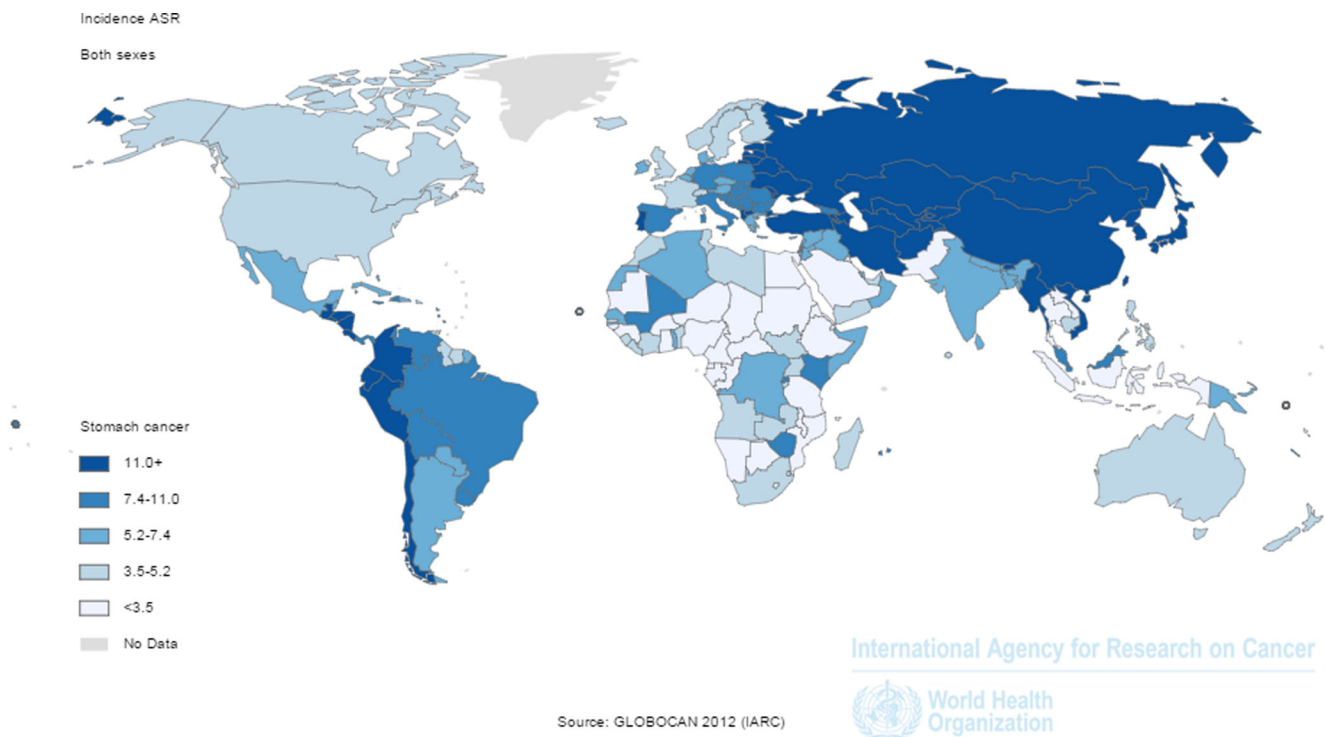 Incidence ASR
Both sexes
Stomach cancer
11.0+
7.4-11.0
5.2-7.4
3.5-5.2
<3.5
No Data
International Agency for Research on Cancer
World Health
Organization
Source: GLOBOCAN 2012 (IARC)